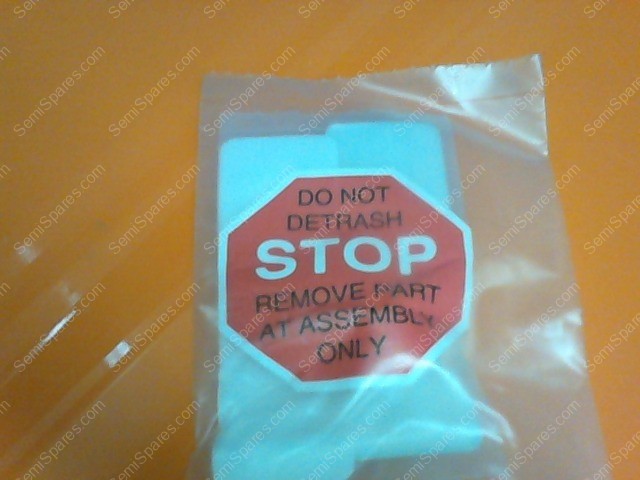 DO NOT
DETRASH
STOP
REMOVE PART
AT ASSEMBLY
ONLY
SemiSpares.com